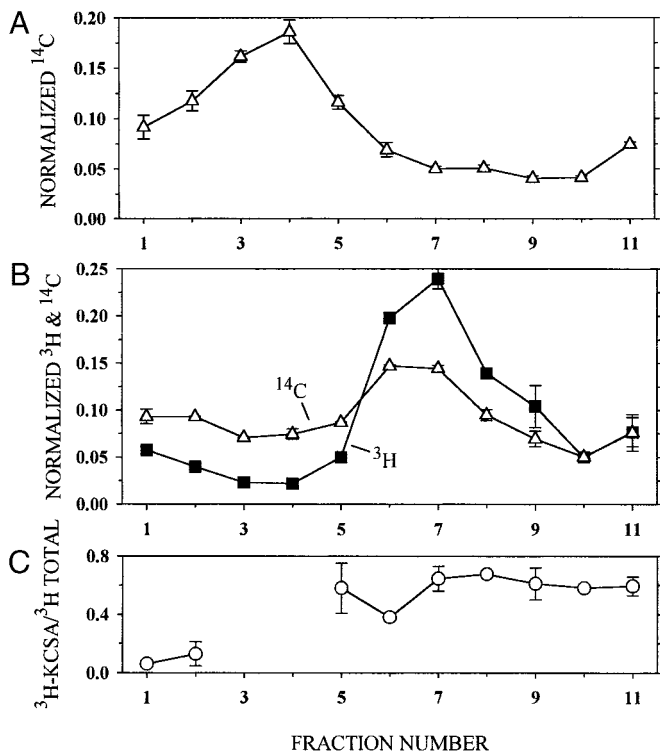 A
NORMALIZED ¹⁴C
0.20
0.15
0.10
0.05
0.00
1 3 5 7 9 11
B
NORMALIZED ³H & ¹⁴C
0.25
0.20
0.15
0.10
0.05
0.00
¹⁴C
³H
1 3 5 7 9 11
C
³H-KCSA/³H TOTAL
0.8
0.4
0.0
1 3 5 7 9 11
FRACTION NUMBER